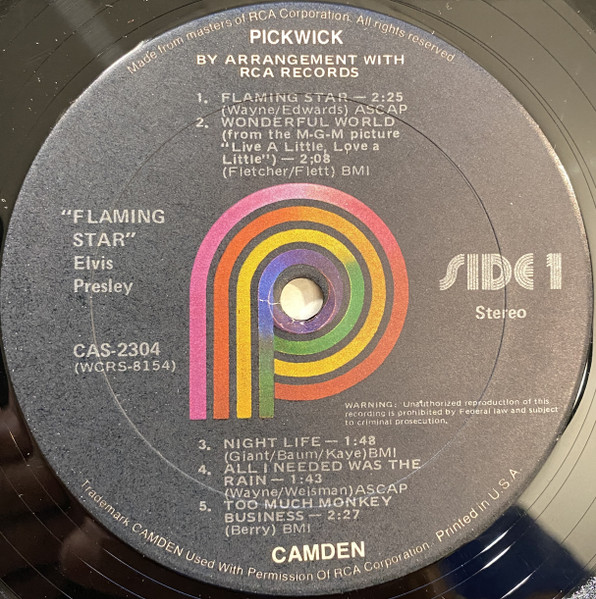 Made from masters of RCA Corporation. All rights reserved.
PICKWICK
BY ARRANGEMENT WITH
RCA RECORDS
1. FLAMING STAR — 2:25
(Wayne/Edwards) ASCAP
2. WONDERFUL WORLD
(from the M-G-M picture
"Live A Little, Love a
Little") — 2;08
(Fletcher/Flett) BMI
"FLAMING
STAR"
Elvis
Presley
CAS-2304
(WCRS-8154)
SIDE 1
Stereo
WARNING: Unauthorized reproduction of this
recording is prohibited by Federal law and subject
to criminal prosecution.
3. NIGHT LIFE — 1:48
(Giant/Baum/Kaye)BMI
4. ALL I NEEDED WAS THE
RAIN — 1:43
(Wayne/Weisman)ASCAP
5. TOO MUCH MONKEY
BUSINESS — 2:27
(Berry) BMI
CAMDEN
Trademark CAMDEN Used With Permission Of RCA Corporation. Printed in U.S.A.